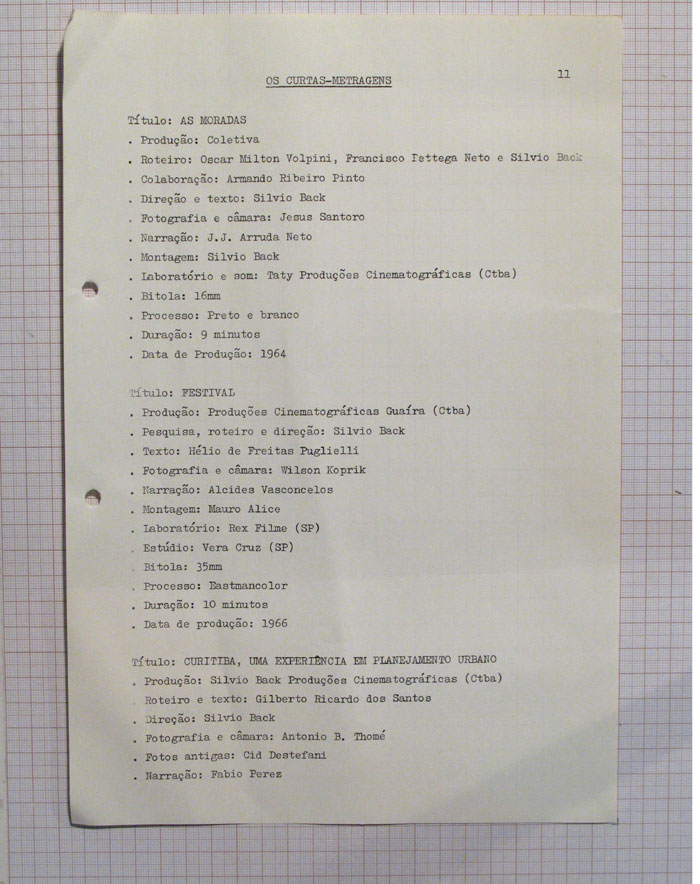 OS CURTAS-METRAGENS
11
Título: AS MORADAS
. Produção: Coletiva
. Roteiro: Oscar Milton Volpini, Francisco Bettega Neto e Silvio Back
. Colaboração: Armando Ribeiro Pinto
. Direção e texto: Silvio Back
. Fotografia e câmara: Jesus Santoro
. Narração: J.J. Arruda Neto
. Montagem: Silvio Back
. Laboratório e som: Taty Produções Cinematográficas (Ctba)
. Bitola: 16mm
. Processo: Preto e branco
. Duração: 9 minutos
. Data de Produção: 1964
Título: FESTIVAL
. Produção: Produções Cinematográficas Guaíra (Ctba)
. Pesquisa, roteiro e direção: Silvio Back
. Texto: Hélio de Freitas Puglielli
. Fotografia e câmara: Wilson Koprik
. Narração: Alcides Vasconcelos
. Montagem: Mauro Alice
. Laboratório: Rex Filme (SP)
. Estúdio: Vera Cruz (SP)
. Bitola: 35mm
. Processo: Eastmancolor
. Duração: 10 minutos
. Data de produção: 1966
Título: CURITIBA, UMA EXPERIÊNCIA EM PLANEJAMENTO URBANO
. Produção: Silvio Back Produções Cinematográficas (Ctba)
. Roteiro e texto: Gilberto Ricardo dos Santos
. Direção: Silvio Back
. Fotografia e câmara: Antonio B. Thomé
. Fotos antigas: Cid Destefani
. Narração: Fabio Perez